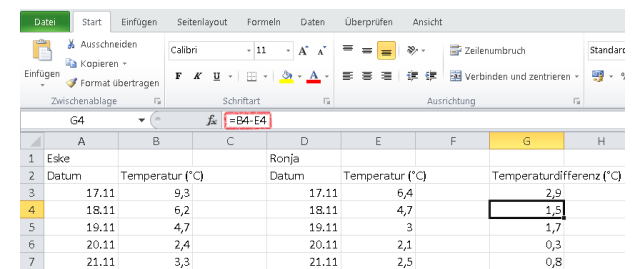 Datei Start Einfügen Seitenlayout Formeln Daten Überprüfen Ansicht
Einfügen
Ausschneiden
Kopieren
Format übertragen
Zwischenablage
Calibri 11 A A
F K U A
Schriftart
Zeilenumbruch
Verbinden und zentrieren
Ausrichtung
Standard
G4 fx =B4-E4
A B C D E F G H
1 Eske Ronja
2 Datum Temperatur (°C) Datum Temperatur (°C) Temperaturdifferenz (°C)
3 17.11 9,3 17.11 6,4 2,9
4 18.11 6,2 18.11 4,7 1,5
5 19.11 4,7 19.11 3 1,7
6 20.11 2,4 20.11 2,1 0,3
7 21.11 3,3 21.11 2,5 0,8